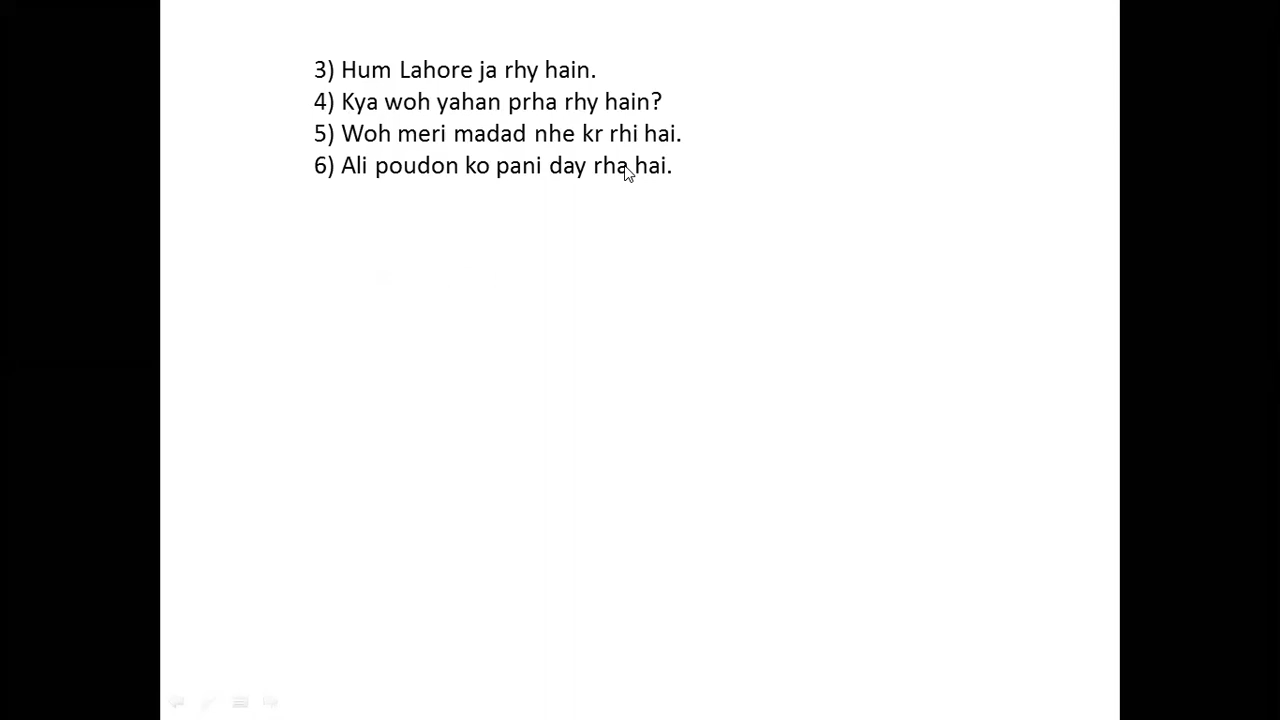 3) Hum Lahore ja rhy hain.
4) Kya woh yahan prha rhy hain?
5) Woh meri madad nhe kr rhi hai.
6) Ali poudon ko pani day rha hai.